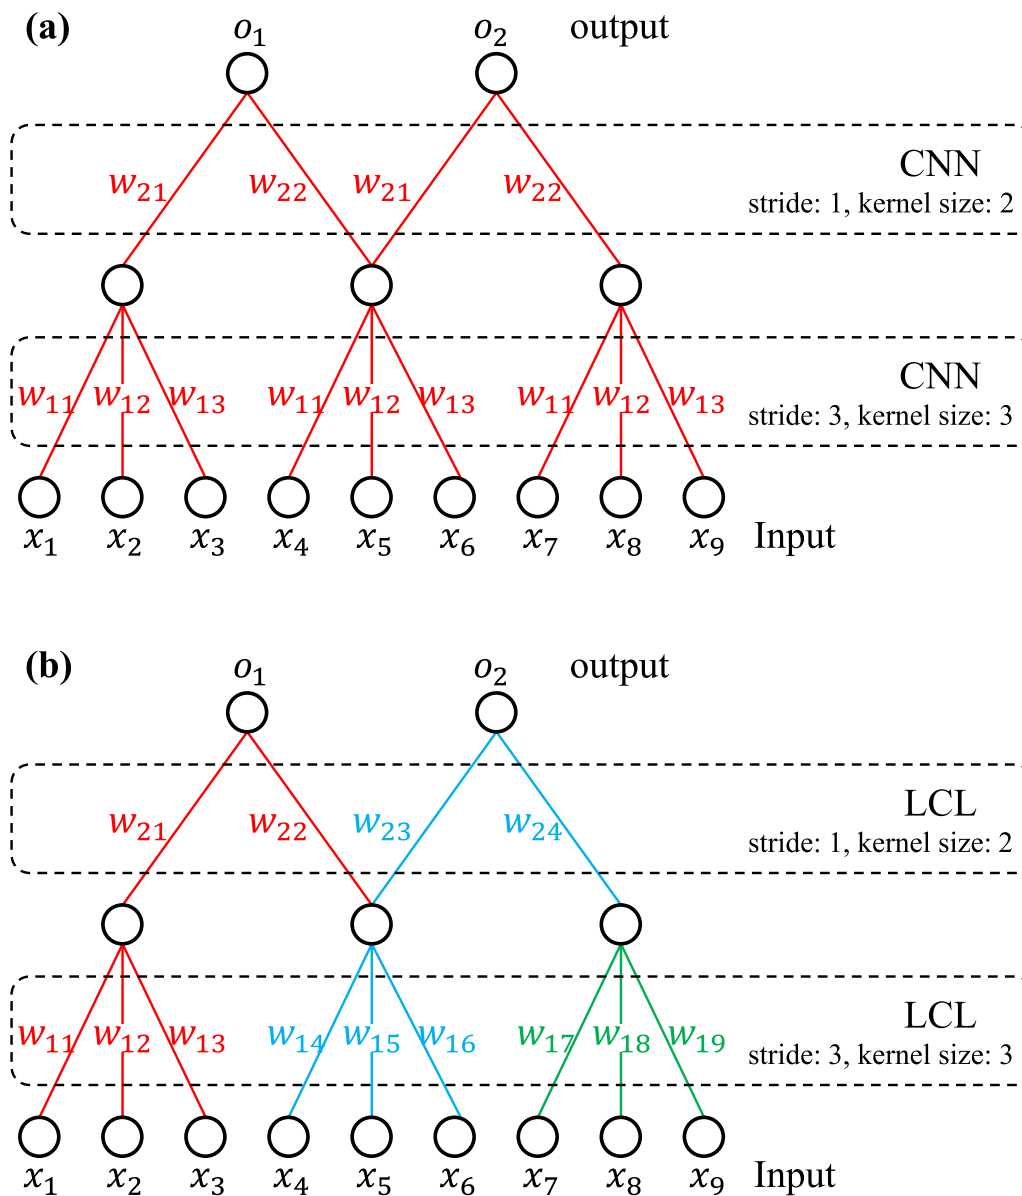 (a) o₁ o₂ output
CNN
w₂₁ w₂₂ w₂₁ w₂₂
stride: 1, kernel size: 2
CNN
w₁₁ w₁₂ w₁₃ w₁₁ w₁₂ w₁₃ w₁₁ w₁₂ w₁₃
stride: 3, kernel size: 3
x₁ x₂ x₃ x₄ x₅ x₆ x₇ x₈ x₉ Input
(b) o₁ o₂ output
LCL
w₂₁ w₂₂ w₂₃ w₂₄
stride: 1, kernel size: 2
LCL
w₁₁ w₁₂ w₁₃ w₁₄ w₁₅ w₁₆ w₁₇ w₁₈ w₁₉
stride: 3, kernel size: 3
x₁ x₂ x₃ x₄ x₅ x₆ x₇ x₈ x₉ Input